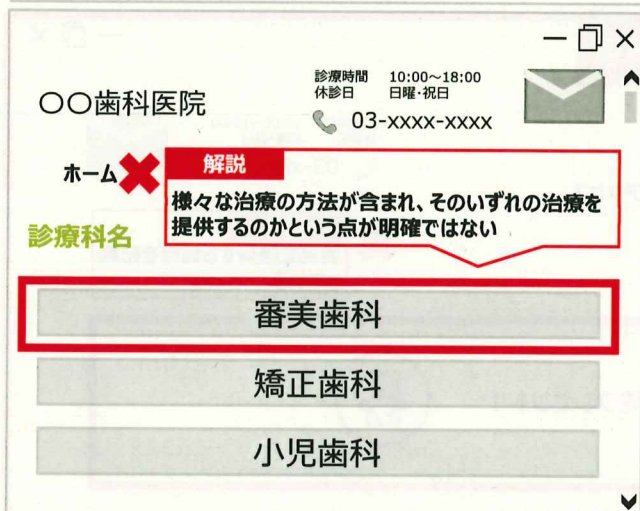 〇〇歯科医院
診療時間 10:00～18:00
休診日 日曜・祝日
03-xxxx-xxxx
ホーム
解説
様々な治療の方法が含まれ、そのいずれの治療を
提供するのかという点が明確ではない
診療科名
審美歯科
矯正歯科
小児歯科